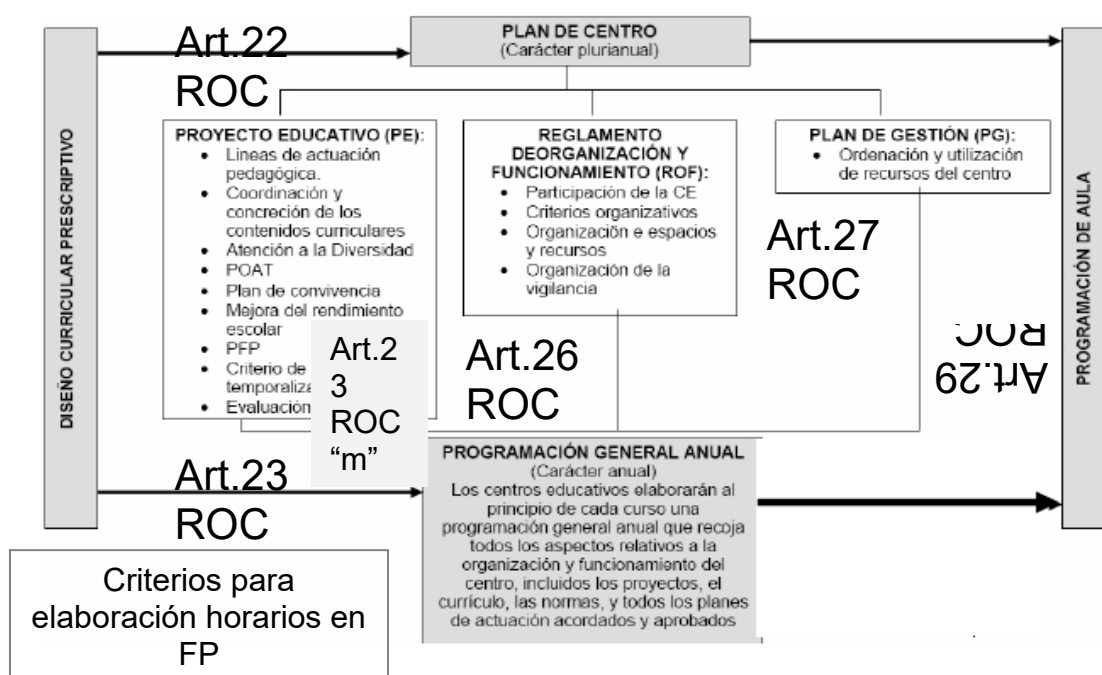 Art.22
ROC
PLAN DE CENTRO
(Carácter plurianual)
DISEÑO CURRICULAR PRESCRIPTIVO
PROYECTO EDUCATIVO (PE):
• Lineas de actuación
pedagógica.
• Coordinación y
concreción de los
contenidos curriculares
• Atención a la Diversidad
• POAT
• Plan de convivencia
• Mejora del rendimiento
escolar
• PFP
• Criterio de
temporaliza
• Evaluación
Art.2
3
ROC
“m”
REGLAMENTO
DEORGANIZACIÓN Y
FUNCIONAMIENTO (ROF):
• Participación de la CE
• Criterios organizativos
• Organización e espacios
y recursos
• Organización de la
vigilancia
Art.26
ROC
PLAN DE GESTIÓN (PG):
• Ordenación y utilización
de recursos del centro
Art.27
ROC
Art.29
ROC
PROGRAMACIÓN DE AULA
Art.23
ROC
PROGRAMACIÓN GENERAL ANUAL
(Carácter anual)
Los centros educativos elaborarán al
principio de cada curso una
programación general anual que recoja
todos los aspectos relativos a la
organización y funcionamiento del
centro, incluidos los proyectos, el
currículo, las normas, y todos los planes
de actuación acordados y aprobados
Criterios para
elaboración horarios en
FP